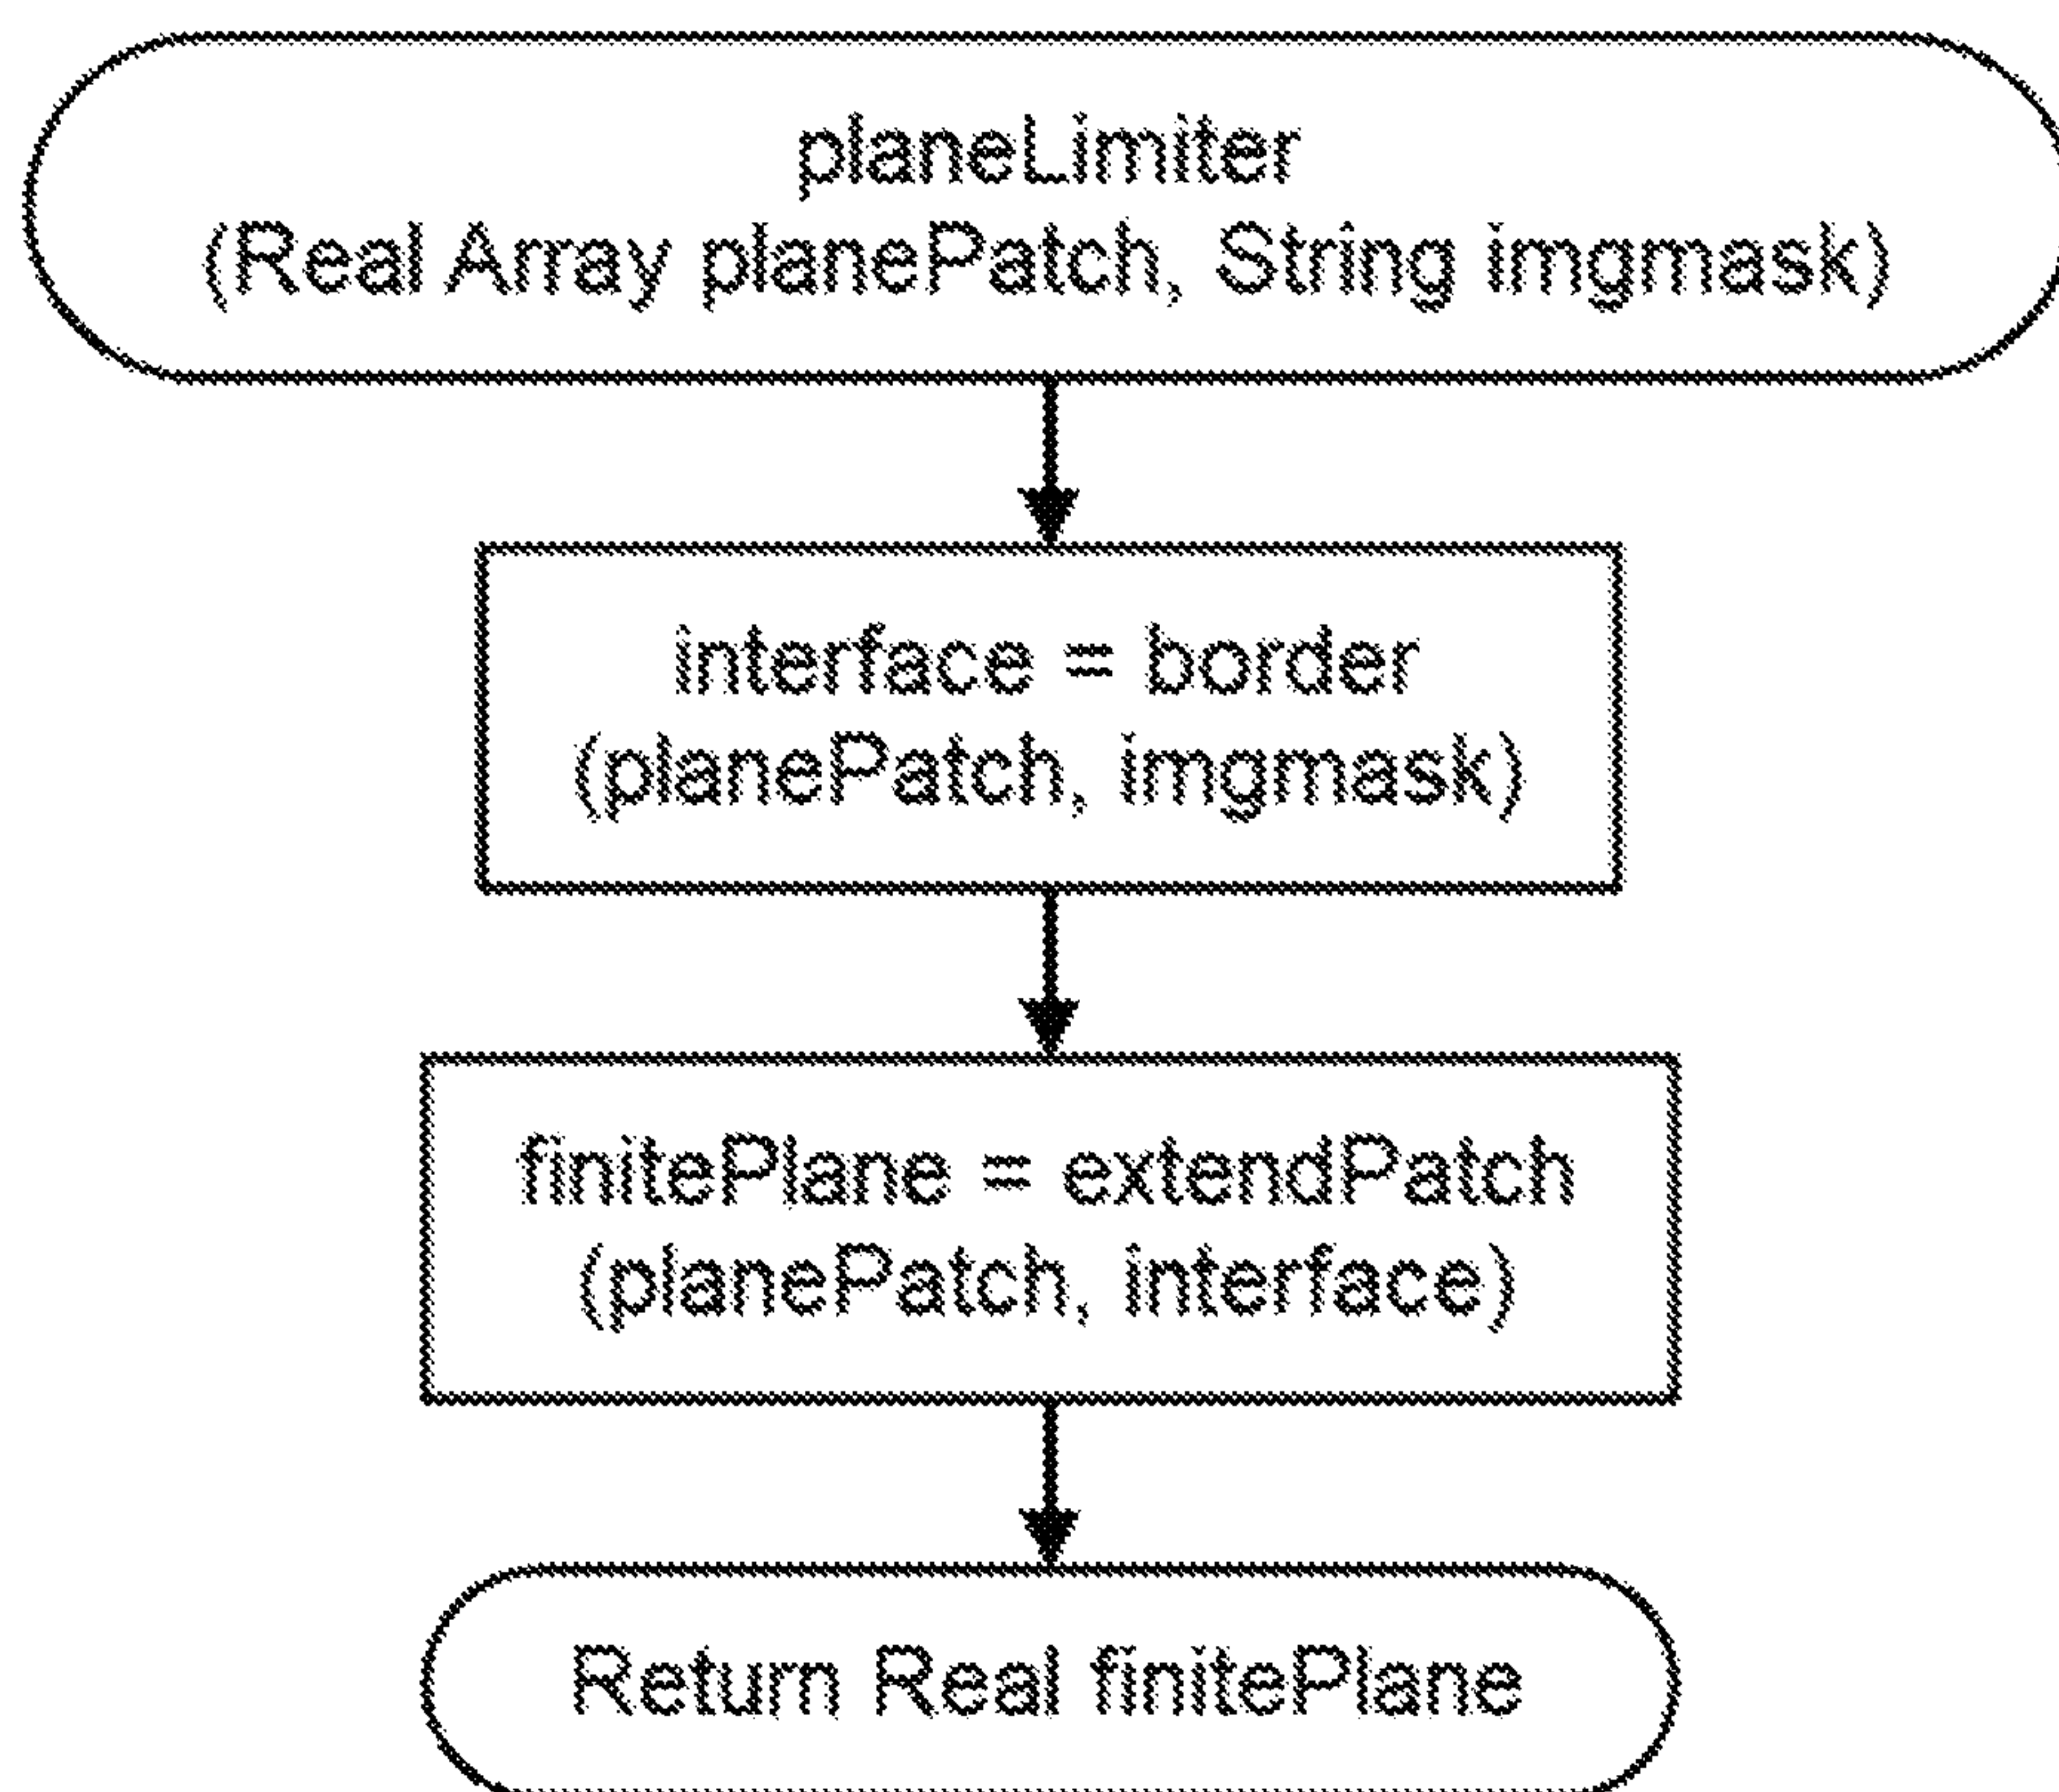 planeLimiter
(Real Array planePatch, String imgmask)
interface = border
(planePatch, imgmask)
finitePlane = extendPatch
(planePatch, interface)
Return Real finitePlane